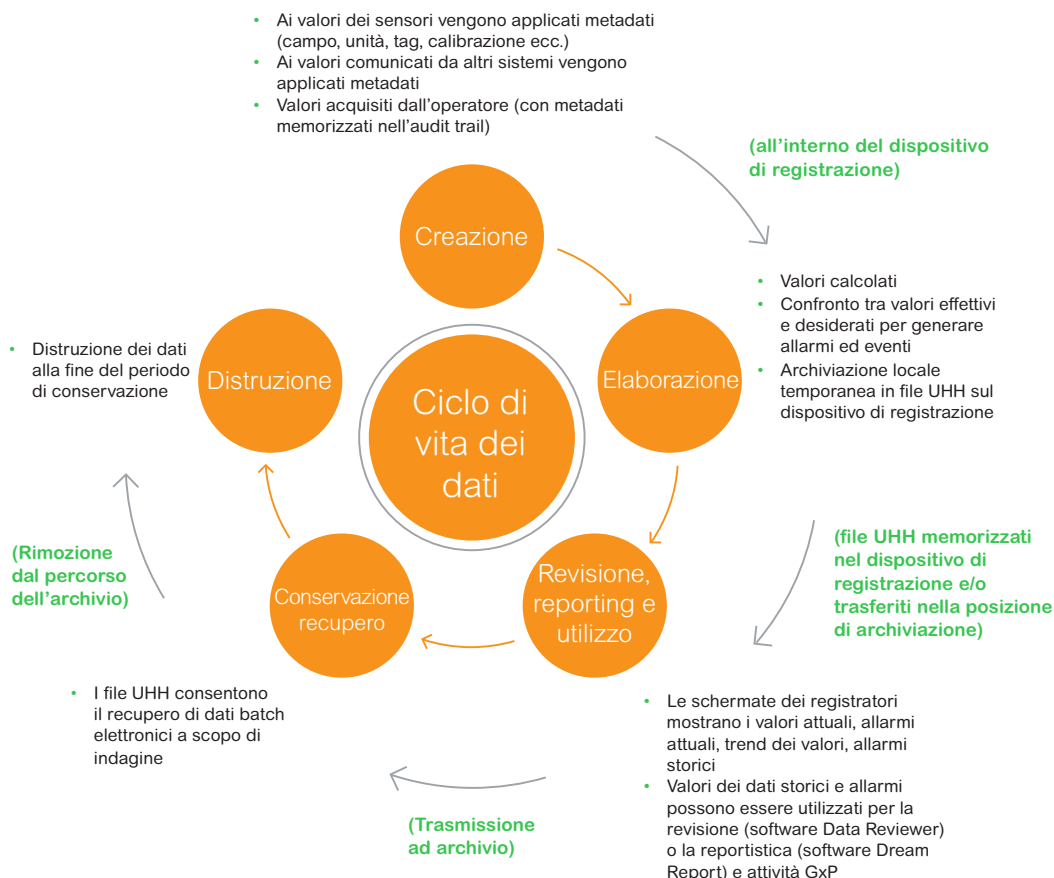 • Ai valori dei sensori vengono applicati metadati
(campo, unità, tag, calibrazione ecc.)
• Ai valori comunicati da altri sistemi vengono
applicati metadati
• Valori acquisiti dall'operatore (con metadati
memorizzati nell'audit trail)
(all'interno del dispositivo
di registrazione)
Creazione
• Valori calcolati
• Confronto tra valori effettivi
e desiderati per generare
allarmi ed eventi
• Archiviazione locale
temporanea in file UHH sul
dispositivo di registrazione
Elaborazione
Ciclo di
vita dei
dati
Distruzione
• Distruzione dei dati
alla fine del periodo
di conservazione
(file UHH memorizzati
nel dispositivo di
registrazione e/o
trasferiti nella posizione
di archiviazione)
Revisione,
reporting e
utilizzo
Conservazione
recupero
(Rimozione
dal percorso
dell'archivio)
• I file UHH consentono
il recupero di dati batch
elettronici a scopo di
indagine
• Le schermate dei registratori
mostrano i valori attuali, allarmi
attuali, trend dei valori, allarmi
storici
• Valori dei dati storici e allarmi
possono essere utilizzati per la
revisione (software Data Reviewer)
o la reportistica (software Dream
Report) e attività GxP
(Trasmissione
ad archivio)